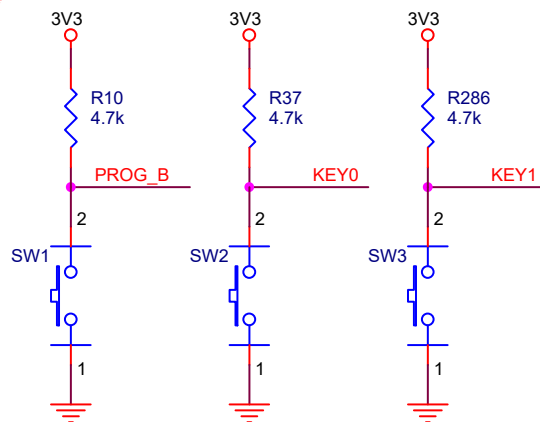 3V3 3V3 3V3
R10 R37 R286
4.7k 4.7k 4.7k
PROG_B KEY0 KEY1
2 2 2
SW1 SW2 SW3
1 1 1